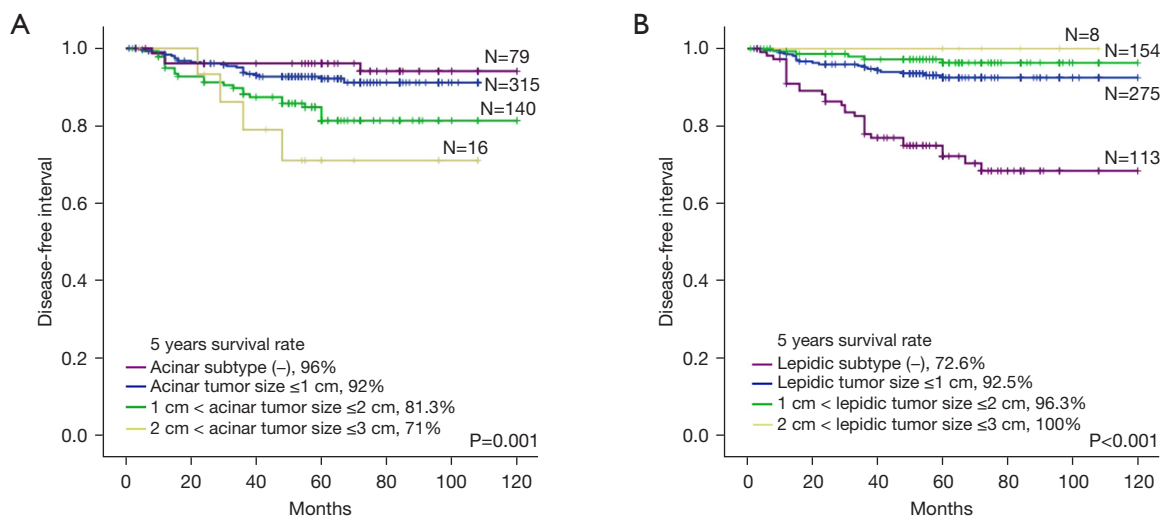 A
1.0
0.8
0.6
0.4
0.2
0.0
Disease-free interval
N=79
N=315
N=140
N=16
5 years survival rate
Acinar subtype (–), 96%
Acinar tumor size ≤1 cm, 92%
1 cm < acinar tumor size ≤2 cm, 81.3%
2 cm < acinar tumor size ≤3 cm, 71%
P=0.001
0 20 40 60 80 100 120
Months
B
1.0
0.8
0.6
0.4
0.2
0.0
Disease-free interval
N=8
N=154
N=275
N=113
5 years survival rate
Lepidic subtype (–), 72.6%
Lepidic tumor size ≤1 cm, 92.5%
1 cm < lepidic tumor size ≤2 cm, 96.3%
2 cm < lepidic tumor size ≤3 cm, 100%
P<0.001
0 20 40 60 80 100 120
Months